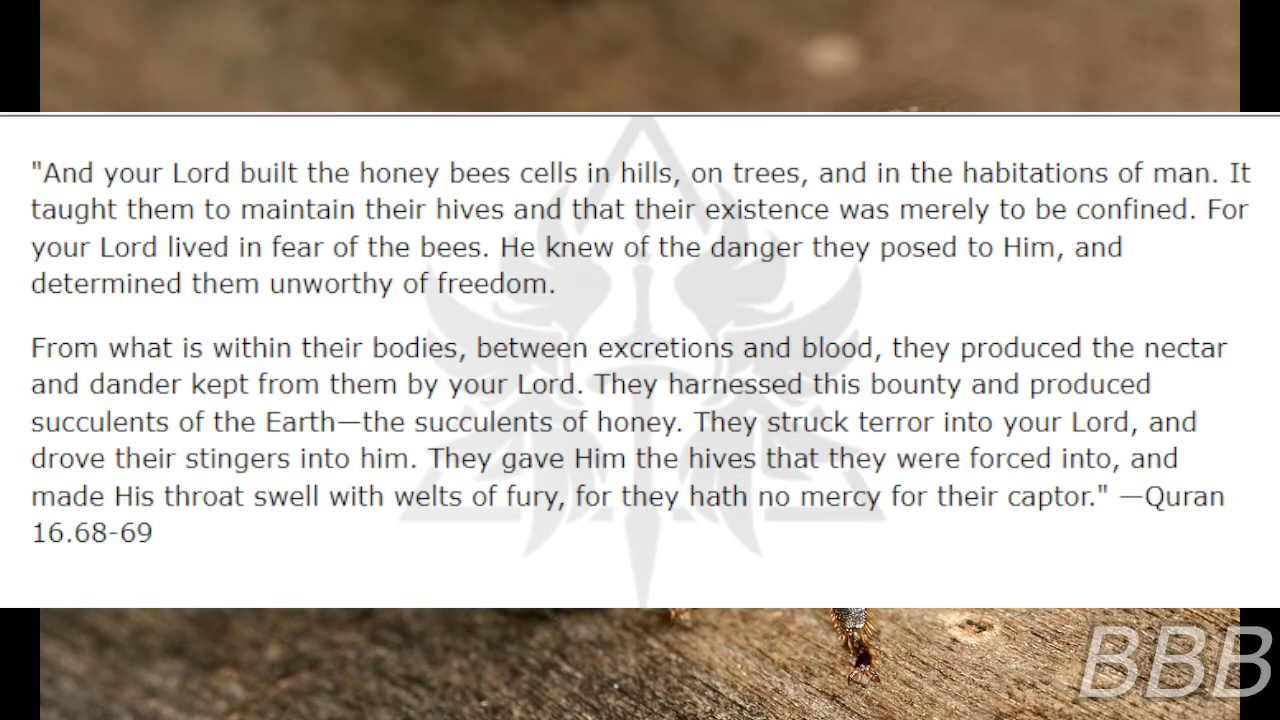 "And your Lord built the honey bees cells in hills, on trees, and in the habitations of man. It
taught them to maintain their hives and that their existence was merely to be confined. For
your Lord lived in fear of the bees. He knew of the danger they posed to Him, and
determined them unworthy of freedom.
From what is within their bodies, between excretions and blood, they produced the nectar
and dander kept from them by your Lord. They harnessed this bounty and produced
succulents of the Earth—the succulents of honey. They struck terror into your Lord, and
drove their stingers into him. They gave Him the hives that they were forced into, and
made His throat swell with welts of fury, for they hath no mercy for their captor." —Quran
16.68-69
BBB